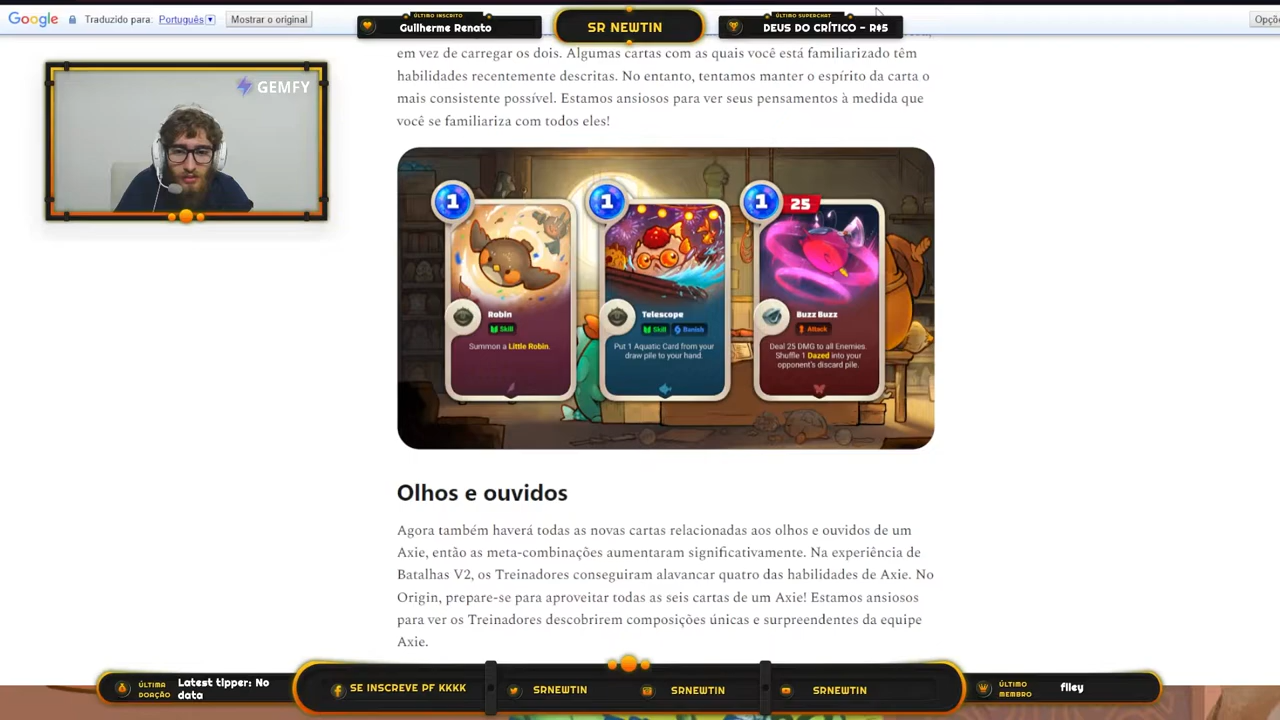 Google
Traduzido para: Português
Mostrar o original
ÚLTIMO INSCRITO
Guilherme Renato
SR NEWTIN
ÚLTIMO SUPERCHAT
DEUS DO CRÍTICO - R$5
em vez de carregar os dois. Algumas cartas com as quais você está familiarizado têm
habilidades recentemente descritas. No entanto, tentamos manter o espírito da carta o
mais consistente possível. Estamos ansiosos para ver seus pensamentos à medida que
você se familiariza com todos eles!
GEMFY
1
Robin
Skill
Summon a Little Robin.
1
Telescope
Skill Banish
Put 1 Aquatic Card from your
draw pile to your hand.
1
25
Buzz Buzz
Attack
Deal 25 DMG to all Enemies.
Shuffle 1 Dazed into your
opponent's discard pile.
Olhos e ouvidos
Agora também haverá todas as novas cartas relacionadas aos olhos e ouvidos de um
Axie, então as meta-combinações aumentaram significativamente. Na experiência de
Batalhas V2, os Treinadores conseguiram alavancar quatro das habilidades de Axie. No
Origin, prepare-se para aproveitar todas as seis cartas de um Axie! Estamos ansiosos
para ver os Treinadores descobrirem composições únicas e surpreendentes da equipe
Axie.
ÚLTIMA
DOAÇÃO
Latest tipper: No
data
SE INSCREVE PF KKKK
SRNEWTIN
SRNEWTIN
SRNEWTIN
ÚLTIMO
MEMBRO